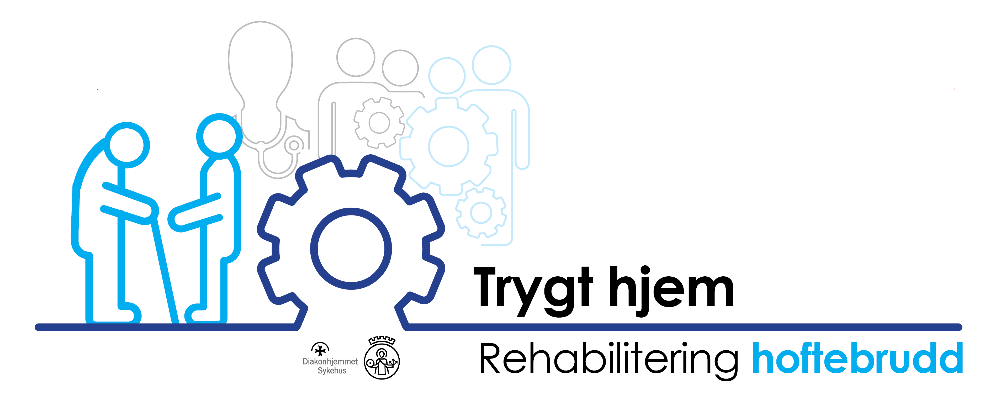 Trygt hjem
Rehabilitering hoftebrudd
Diakonhjemmet
Sykehus